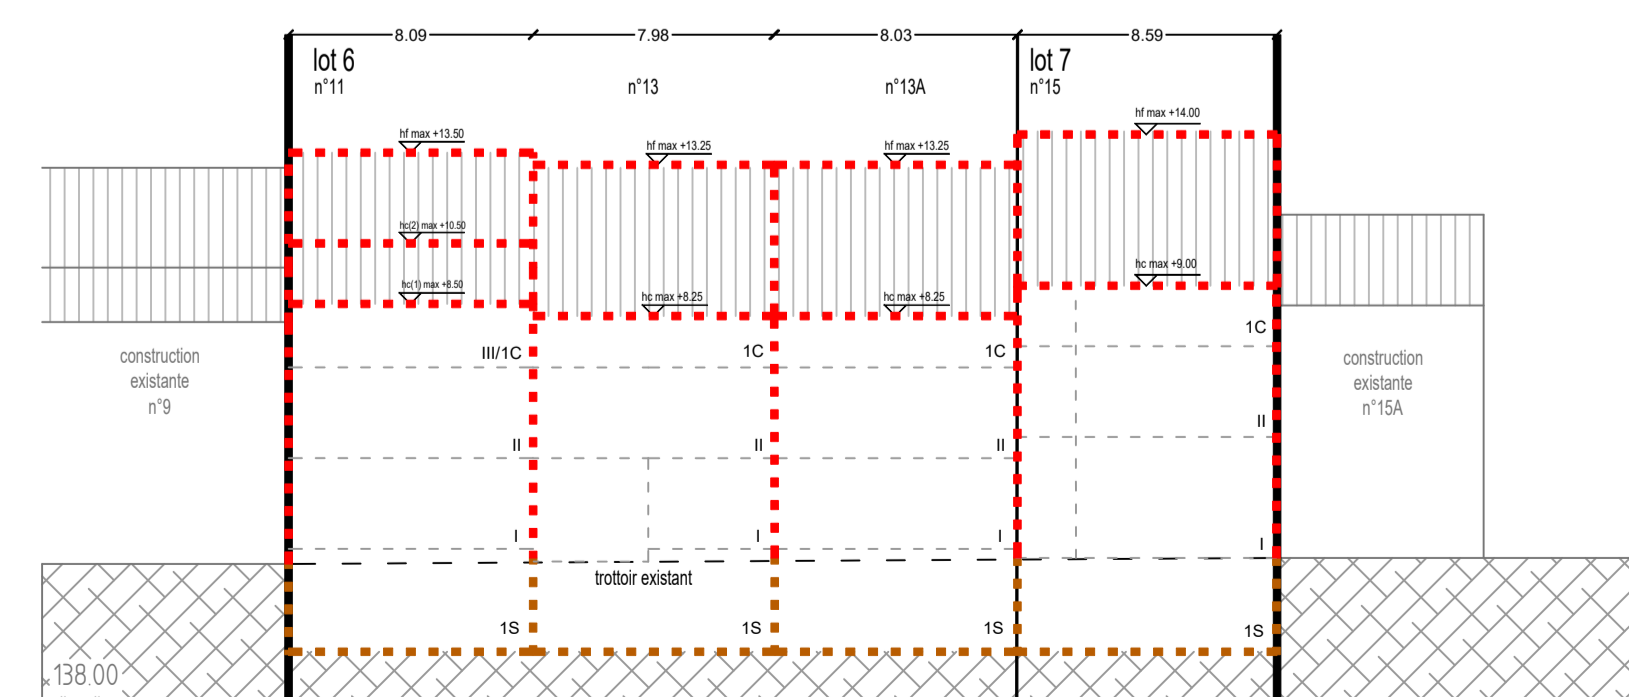 8.09
7.98
8.03
8.59
lot 6
n°11
n°13
n°13A
lot 7
n°15
hf max +13.50
hf max +13.25
hf max +13.25
hf max +14.00
hc(2) max +10.50
hc(1) max +8.50
hc max +8.25
hc max +8.25
hc max +9.00
construction
existante
n°9
III/1C
1C
1C
1C
construction
existante
n°15A
II
II
II
II
I
I
I
I
trottoir existant
1S
1S
1S
1S
138.00